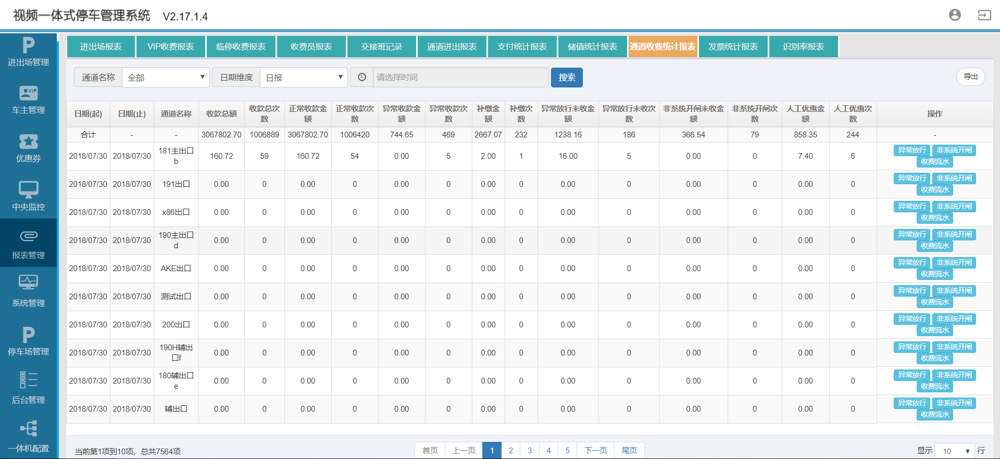 视频一体式停车管理系统 V2.17.1.4
进出场管理
车主管理
优惠券
中央监控
报表管理
系统管理
停车场管理
后台管理
一体机配置
进出场报表 VIP收费报表 临停收费报表 收费员报表 交接班记录 通道进出报表 支付统计报表 储值统计报表 通道收费统计报表 发票统计报表 识别率报表
通道名称 全部 日期维度 日报 请选择时间 搜索 导出
日期(起) 日期(止) 通道名称 收款总额 收款总次数 正常收款金额 正常收款次数 异常收款金额 异常收款次数 补缴金额 补缴次数 异常放行未收金额 异常放行未收次数 非系统开闸未收金额 非系统开闸次数 人工优惠金额 人工优惠次数 操作
合计 - - 3067802.70 1006889 3067802.70 1006420 744.65 469 2667.07 232 1238.16 186 366.54 79 858.35 244 -
2018/07/30 2018/07/30 181主出口b 160.72 59 160.72 54 0.00 5 2.00 1 16.00 5 0.00 0 7.40 6 异常放行 非系统开闸 收费流水
2018/07/30 2018/07/30 191出口 0.00 0 0.00 0 0.00 0 0.00 0 0.00 0 0.00 0 0.00 0 异常放行 非系统开闸 收费流水
2018/07/30 2018/07/30 x86出口 0.00 0 0.00 0 0.00 0 0.00 0 0.00 0 0.00 0 0.00 0 异常放行 非系统开闸 收费流水
2018/07/30 2018/07/30 190主出口d 0.00 0 0.00 0 0.00 0 0.00 0 0.00 0 0.00 0 0.00 0 异常放行 非系统开闸 收费流水
2018/07/30 2018/07/30 AKE出口 0.00 0 0.00 0 0.00 0 0.00 0 0.00 0 0.00 0 0.00 0 异常放行 非系统开闸 收费流水
2018/07/30 2018/07/30 测试出口 0.00 0 0.00 0 0.00 0 0.00 0 0.00 0 0.00 0 0.00 0 异常放行 非系统开闸 收费流水
2018/07/30 2018/07/30 200出口 0.00 0 0.00 0 0.00 0 0.00 0 0.00 0 0.00 0 0.00 0 异常放行 非系统开闸 收费流水
2018/07/30 2018/07/30 190H辅出口f 0.00 0 0.00 0 0.00 0 0.00 0 0.00 0 0.00 0 0.00 0 异常放行 非系统开闸 收费流水
2018/07/30 2018/07/30 180辅出口e 0.00 0 0.00 0 0.00 0 0.00 0 0.00 0 0.00 0 0.00 0 异常放行 非系统开闸 收费流水
2018/07/30 2018/07/30 辅出口 0.00 0 0.00 0 0.00 0 0.00 0 0.00 0 0.00 0 0.00 0 异常放行 非系统开闸 收费流水
当前第1项到10项，总共7564项 首页 上一页 1 2 3 4 5 下一页 尾页 显示 10 行